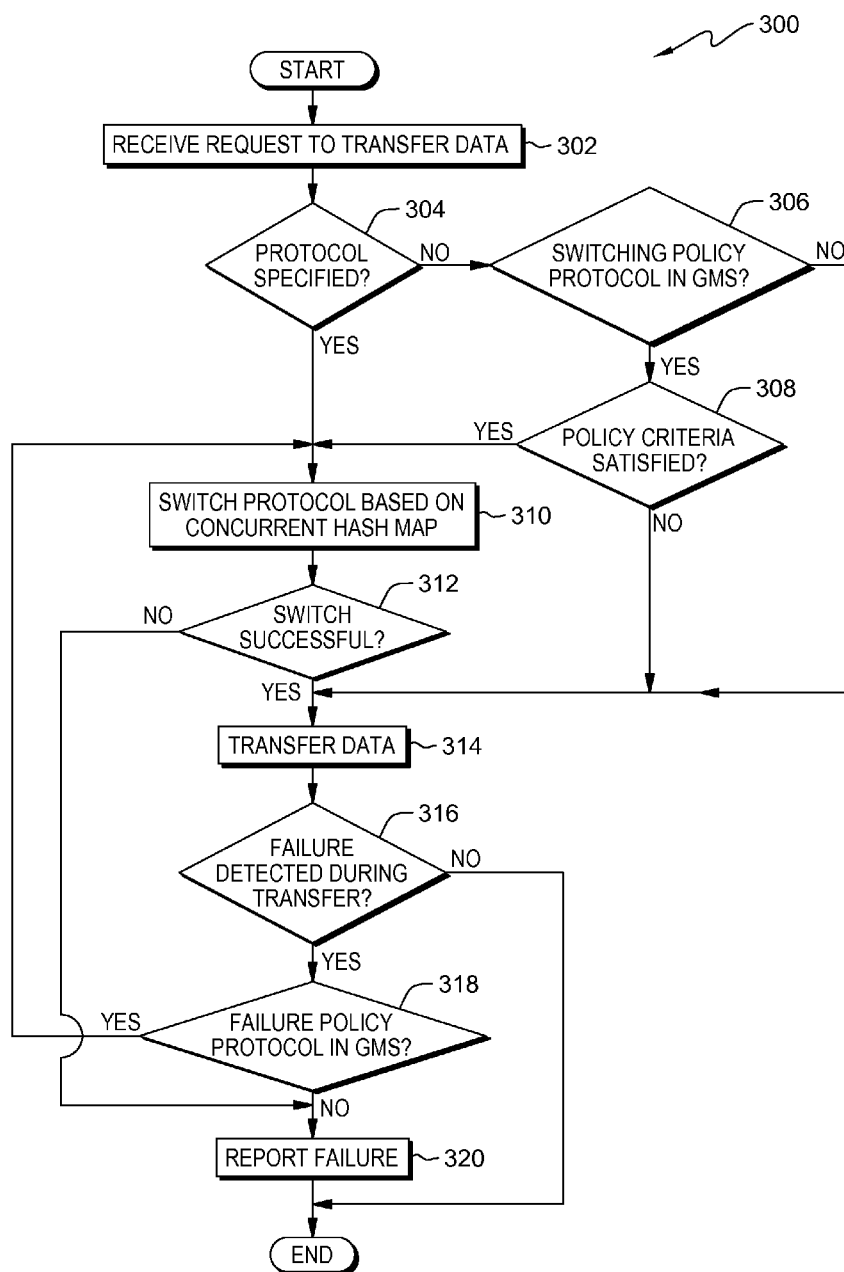 300
START
RECEIVE REQUEST TO TRANSFER DATA
302
304
306
PROTOCOL
SPECIFIED?
NO
SWITCHING POLICY
PROTOCOL IN GMS?
NO
YES
YES
308
YES
POLICY CRITERIA
SATISFIED?
NO
SWITCH PROTOCOL BASED ON
CONCURRENT HASH MAP
310
312
NO
SWITCH
SUCCESSFUL?
YES
TRANSFER DATA
314
316
FAILURE
DETECTED DURING
TRANSFER?
NO
YES
318
YES
FAILURE POLICY
PROTOCOL IN GMS?
NO
REPORT FAILURE
320
END